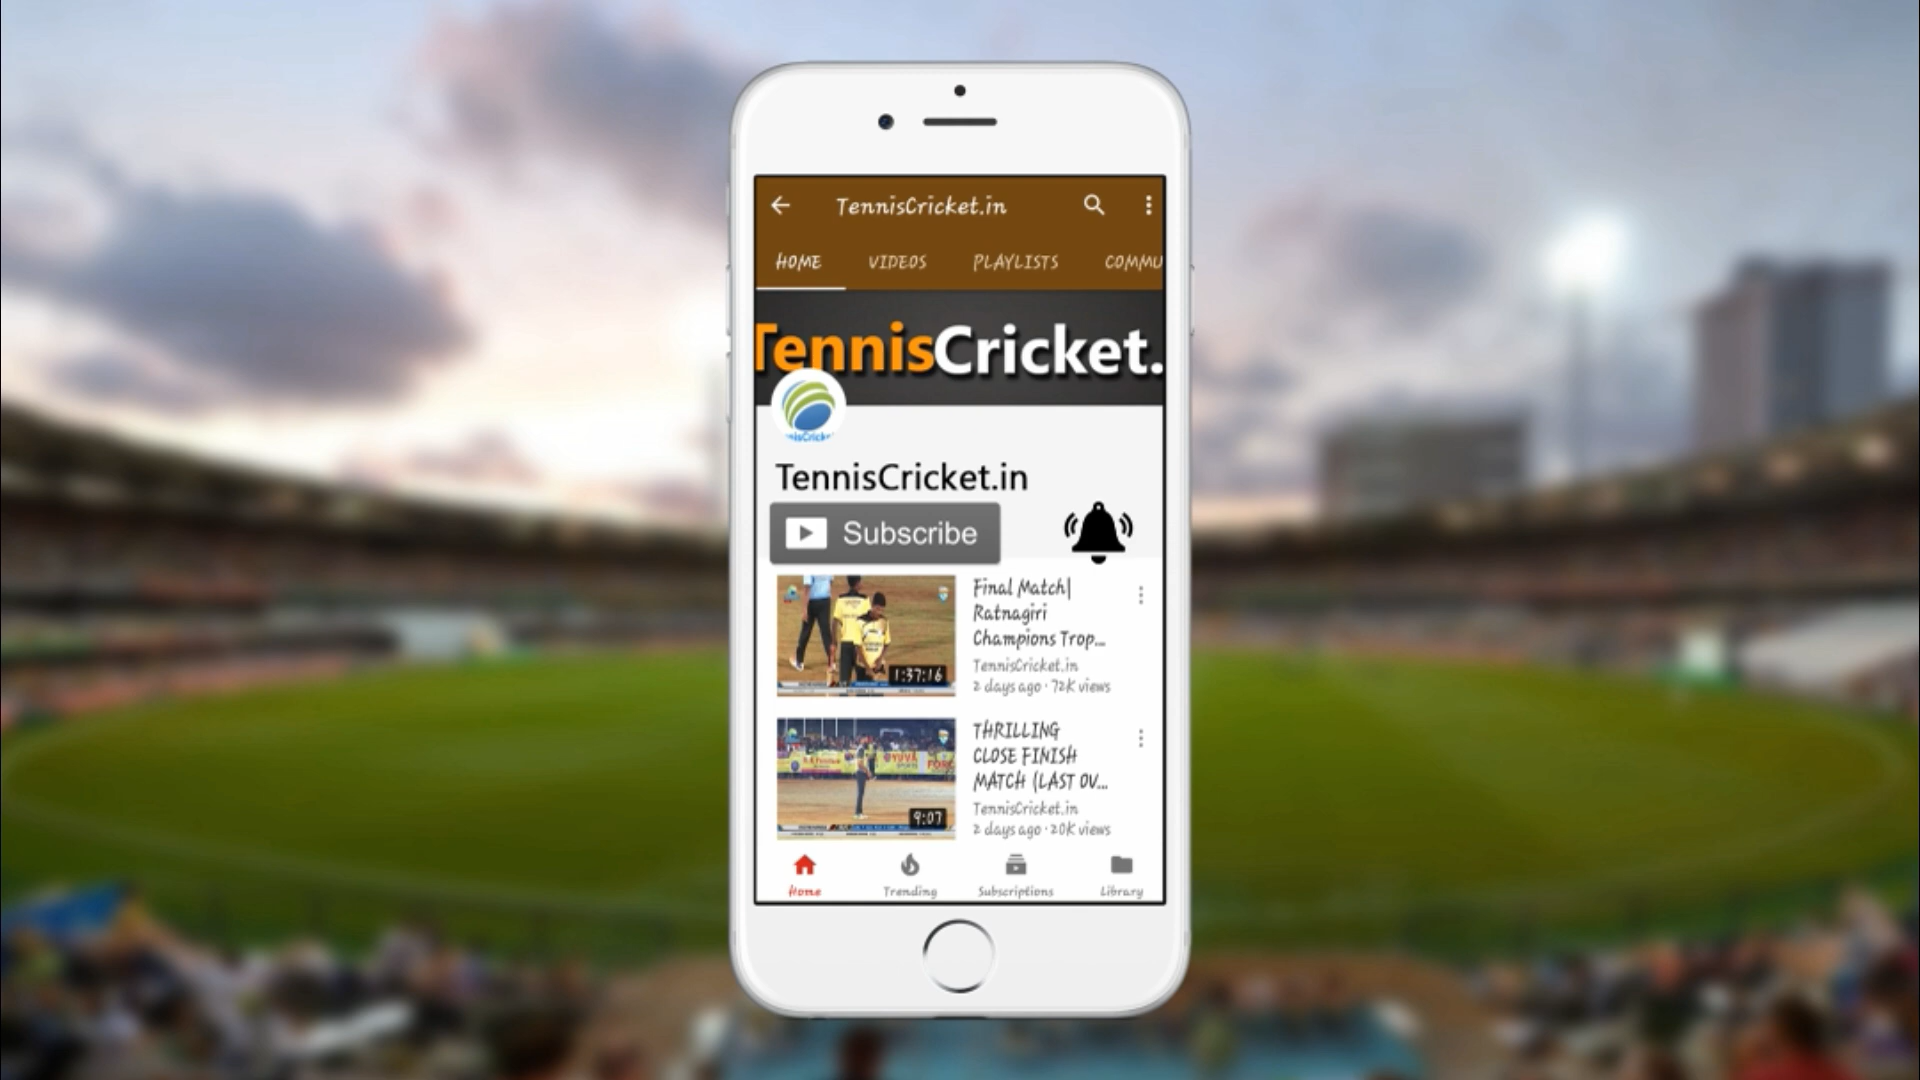 TennisCricket.in
HOME VIDEOS PLAYLISTS COMMU
TennisCricket.
TennisCricket.in
Subscribe
Final Match|
Ratnagiri
Champions Trop...
1:37:16
TennisCricket.in
2 days ago · 72K views
THRILLING
CLOSE FINISH
MATCH (LAST OV...
9:07
TennisCricket.in
2 days ago · 20K views
Home Trending Subscriptions Library